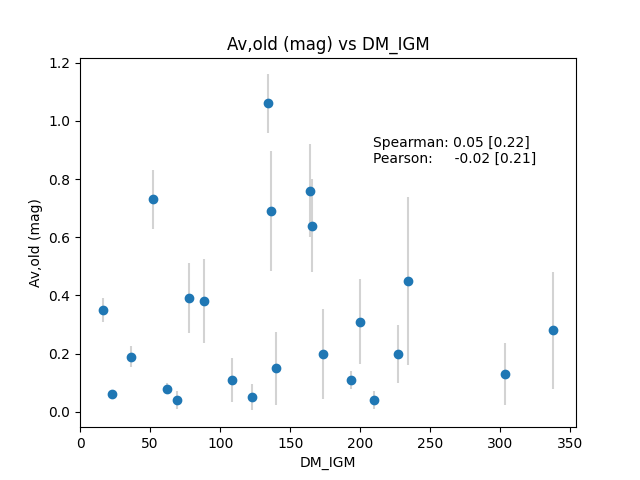 Av,old (mag) vs DM_IGM
1.2
1.0
0.8
0.6
0.4
0.2
0.0
Av,old (mag)
Spearman: 0.05 [0.22]
Pearson: -0.02 [0.21]
0 50 100 150 200 250 300 350
DM_IGM